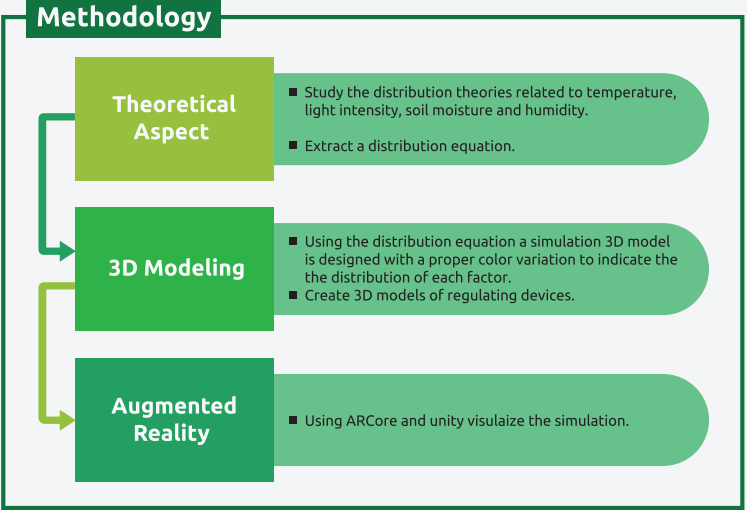 Methodology
Theoretical
Aspect
■ Study the distribution theories related to temperature,
light intensity, soil moisture and humidity.
■ Extract a distribution equation.
3D Modeling
■ Using the distribution equation a simulation 3D model
is designed with a proper color variation to indicate the
the distribution of each factor.
■ Create 3D models of regulating devices.
Augmented
Reality
■ Using ARCore and unity visulaize the simulation.